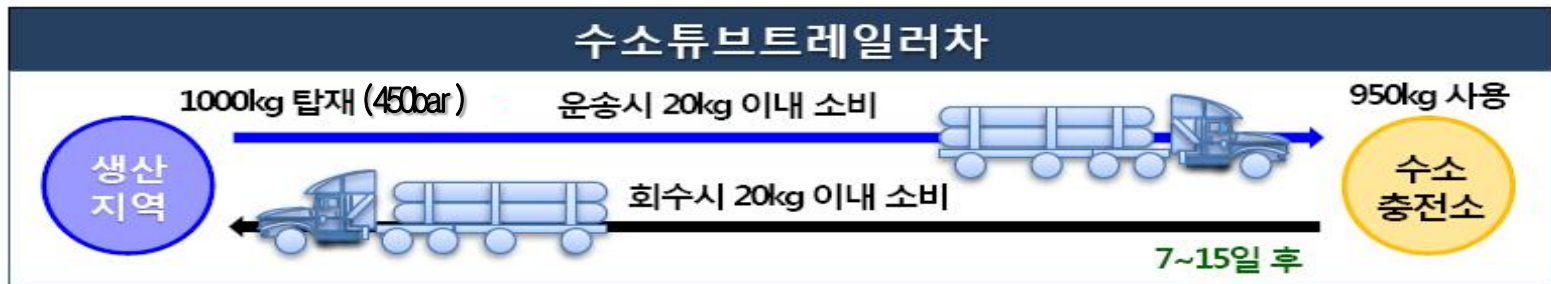 수소튜브트레일러차
1000kg 탑재 (450bar)
운송시 20kg 이내 소비
950kg 사용
생산
지역
수소
충전소
회수시 20kg 이내 소비
7~15일 후